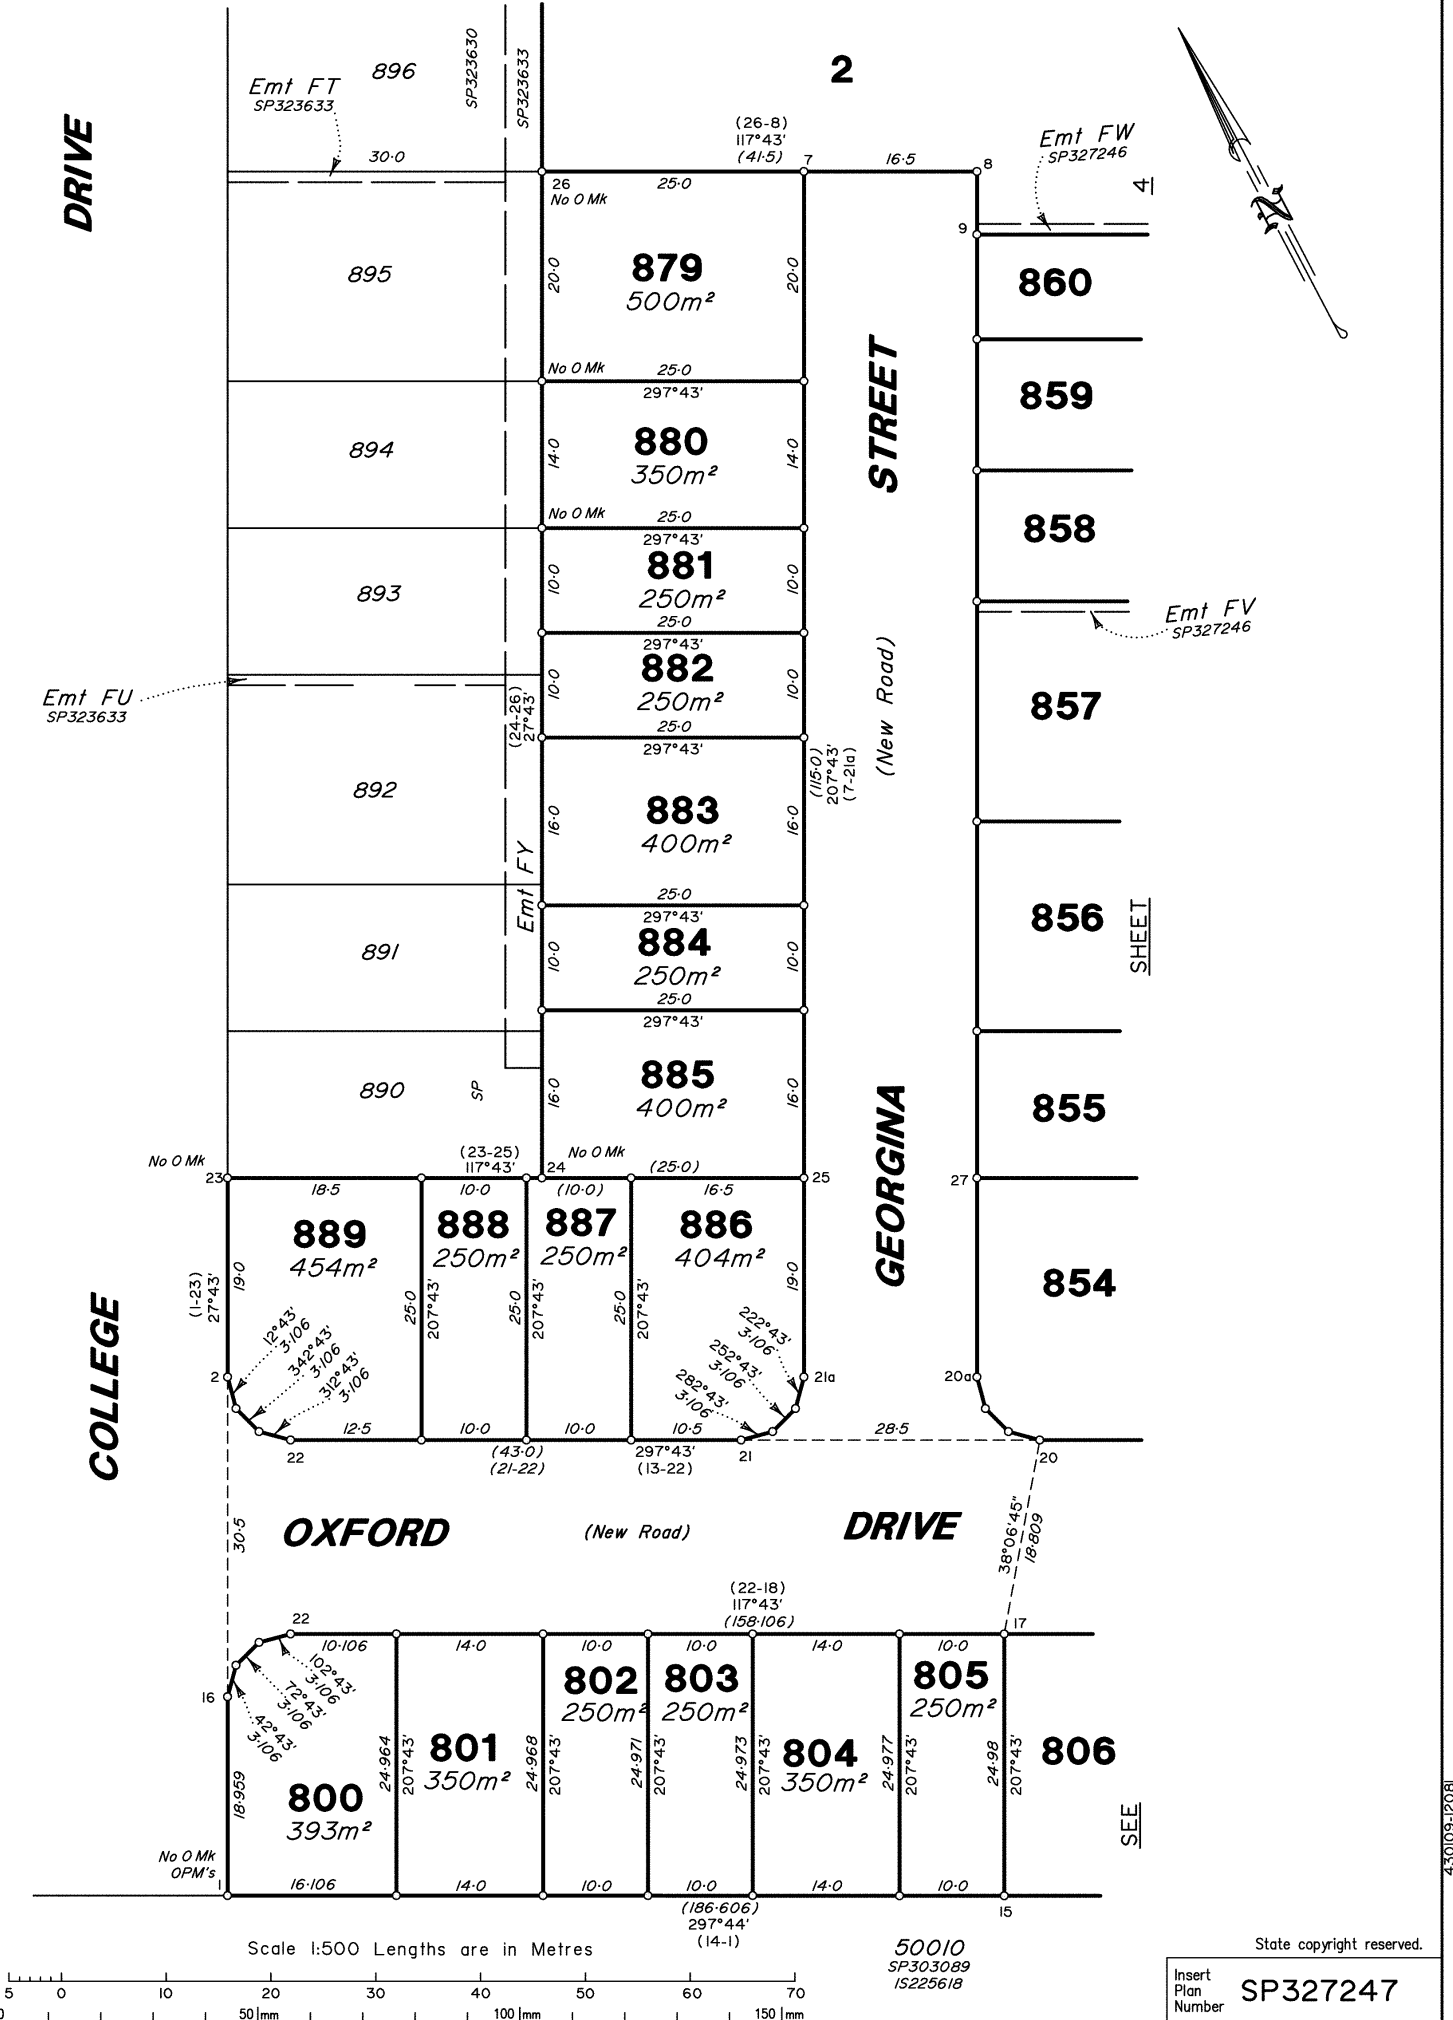 DRIVE
896
Emt FT
SP323633
SP323630
SP323633
2
30·0
(26-8)
117°43'
(41·5)
7
16·5
8
Emt FW
SP327246
4
N
26
No O Mk
25·0
9
895
20·0
879
500m²
20·0
860
No O Mk
25·0
297°43'
STREET
859
894
14·0
880
350m²
14·0
No O Mk
25·0
297°43'
858
893
10·0
881
250m²
10·0
25·0
297°43'
Emt FV
SP327246
Emt FU
SP323633
(24-26)
27°43'
10·0
882
250m²
10·0
25·0
297°43'
(New Road)
857
(115·0)
207°43'
(7-21a)
892
16·0
883
400m²
16·0
Emt FY
25·0
297°43'
856
SHEET
891
10·0
884
250m²
10·0
25·0
297°43'
890
SP
16·0
885
400m²
16·0
GEORGINA
855
No O Mk
23
(23-25)
117°43'
24
No O Mk
(25·0)
25
27
18·5
10·0
(10·0)
16·5
889
454m²
888
250m²
887
250m²
886
404m²
(1-23)
27°43'
19·0
25·0
207°43'
25·0
207°43'
25·0
207°43'
19·0
854
COLLEGE
12°43'
3·106
342°43'
3·106
312°43'
3·106
222°43'
3·106
252°43'
3·106
282°43'
3·106
2
21a
20a
12·5
10·0
10·0
10·5
28·5
22
(43·0)
(21-22)
297°43'
(13-22)
21
20
30·5
OXFORD
(New Road)
DRIVE
38°06'45"
18·809
(22-18)
117°43'
(158·106)
22
17
10·106
14·0
10·0
10·0
14·0
10·0
16
102°43'
3·106
72°43'
3·106
42°43'
3·106
802
250m²
803
250m²
805
250m²
18·959
800
393m²
24·964
207°43'
801
350m²
24·968
207°43'
24·971
207°43'
24·973
207°43'
804
350m²
24·977
207°43'
24·98
207°43'
806
SEE
No O Mk
OPM's
1
16·106
14·0
10·0
10·0
14·0
10·0
15
(186·606)
297°44'
(14-1)
Scale 1:500 Lengths are in Metres
50010
SP303089
IS225618
State copyright reserved.
5 0 10 20 30 40 50 60 70
0 50 mm 100 mm 150 mm
Insert
Plan
Number
SP327247
893
894